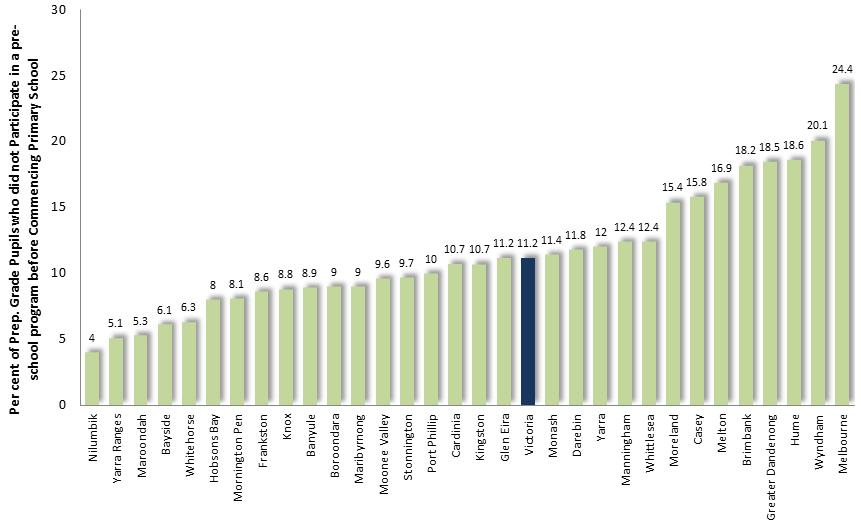 Per cent of Prep. Grade Pupils who did not Participate in a pre-
school program before Commencing Primary School
30
25
20
15
10
5
0
4
5.1
5.3
6.1
6.3
8
8.1
8.6
8.8
8.9
9
9
9.6
9.7
10
10.7
10.7
11.2
11.2
11.4
11.8
12
12.4
12.4
15.4
15.8
16.9
18.2
18.5
18.6
20.1
24.4
Nilumbik
Yarra Ranges
Maroondah
Bayside
Whitehorse
Hobsons Bay
Mornington Pen
Frankston
Knox
Banyule
Boroondara
Maribyrnong
Moonee Valley
Stonnington
Port Phillip
Cardinia
Kingston
Glen Eira
Victoria
Monash
Darebin
Yarra
Manningham
Whittlesea
Moreland
Casey
Melton
Brimbank
Greater Dandenong
Hume
Wyndham
Melbourne